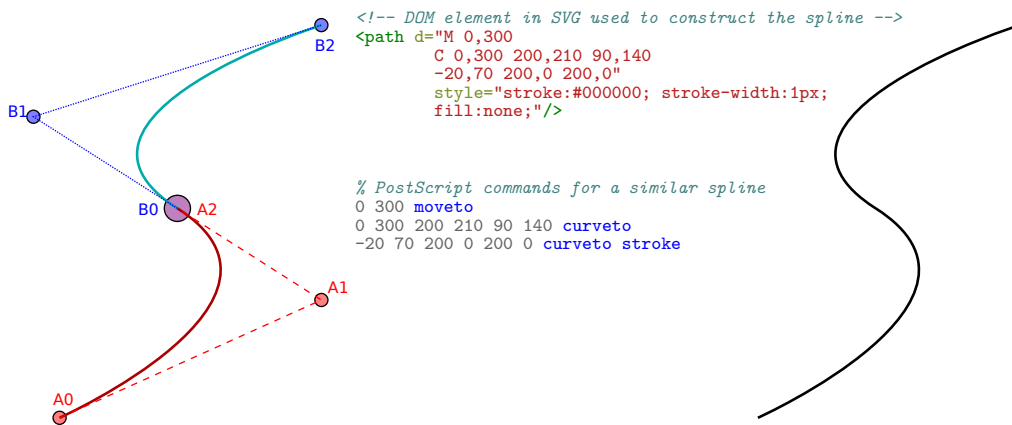 <!-- DOM element in SVG used to construct the spline -->
<path d="M 0,300
C 0,300 200,210 90,140
-20,70 200,0 200,0"
style="stroke:#000000; stroke-width:1px;
fill:none;"/>
B2
B1
% PostScript commands for a similar spline
0 300 moveto
0 300 200 210 90 140 curveto
-20 70 200 0 200 0 curveto stroke
B0 A2
A1
A0